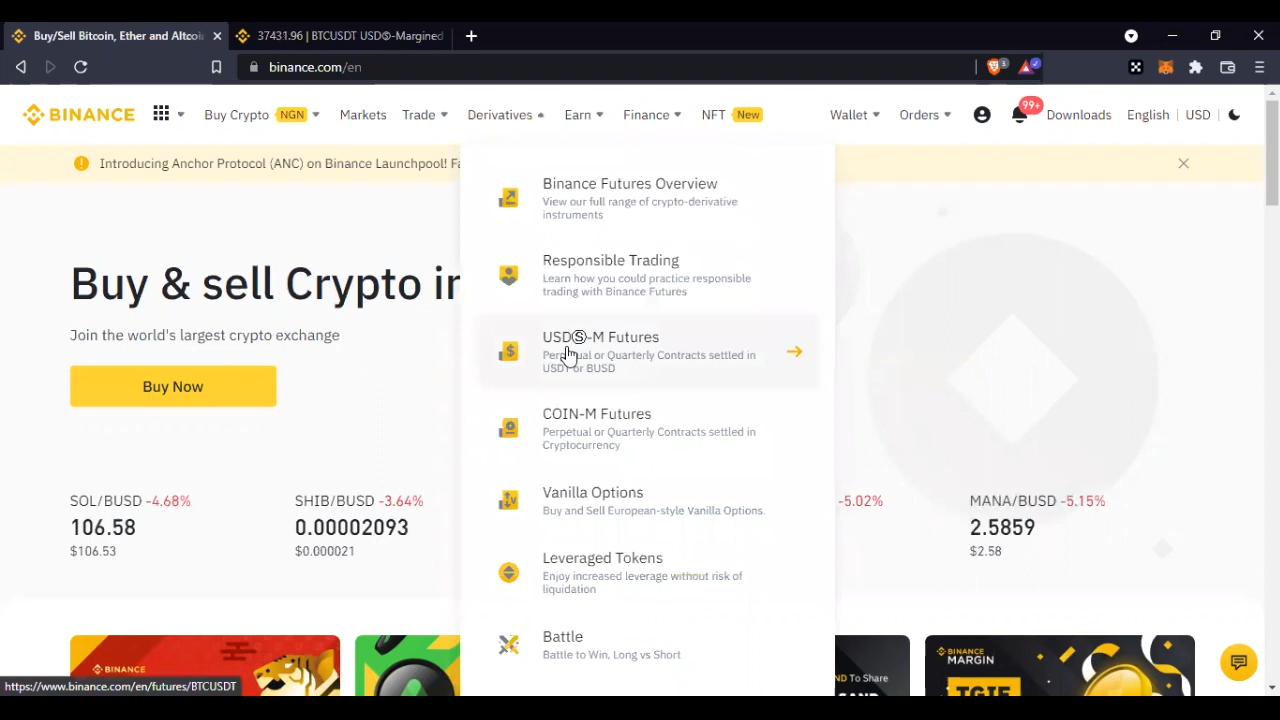 Buy/Sell Bitcoin, Ether and Altcoi
37431.96 | BTCUSDT USDⓈ-Margined
binance.com/en
BINANCE
Buy Crypto NGN
Markets
Trade
Derivatives
Earn
Finance
NFT New
Wallet
Orders
99+
Downloads
English
USD
Introducing Anchor Protocol (ANC) on Binance Launchpool! Fa
Binance Futures Overview
View our full range of crypto-derivative
instruments
Responsible Trading
Learn how you could practice responsible
trading with Binance Futures
USDⓈ-M Futures
Perpetual or Quarterly Contracts settled in
USDT or BUSD
COIN-M Futures
Perpetual or Quarterly Contracts settled in
Cryptocurrency
Vanilla Options
Buy and Sell European-style Vanilla Options.
Leveraged Tokens
Enjoy increased leverage without risk of
liquidation
Battle
Battle to Win, Long vs Short
Buy & sell Crypto in
Join the world's largest crypto exchange
Buy Now
SOL/BUSD -4.68%
106.58
$106.53
SHIB/BUSD -3.64%
0.00002093
$0.000021
-5.02%
MANA/BUSD -5.15%
2.5859
$2.58
BINANCE
BINANCE
MARGIN
TGIF
https://www.binance.com/en/futures/BTCUSDT